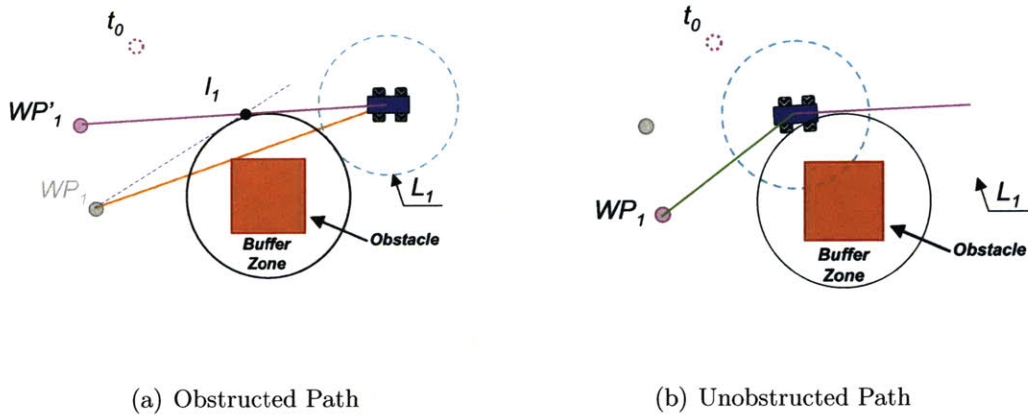 t0
l1
WP'1
WP1
L1
Buffer
Zone
Obstacle
(a) Obstructed Path
t0
WP1
L1
Buffer
Zone
Obstacle
(b) Unobstructed Path